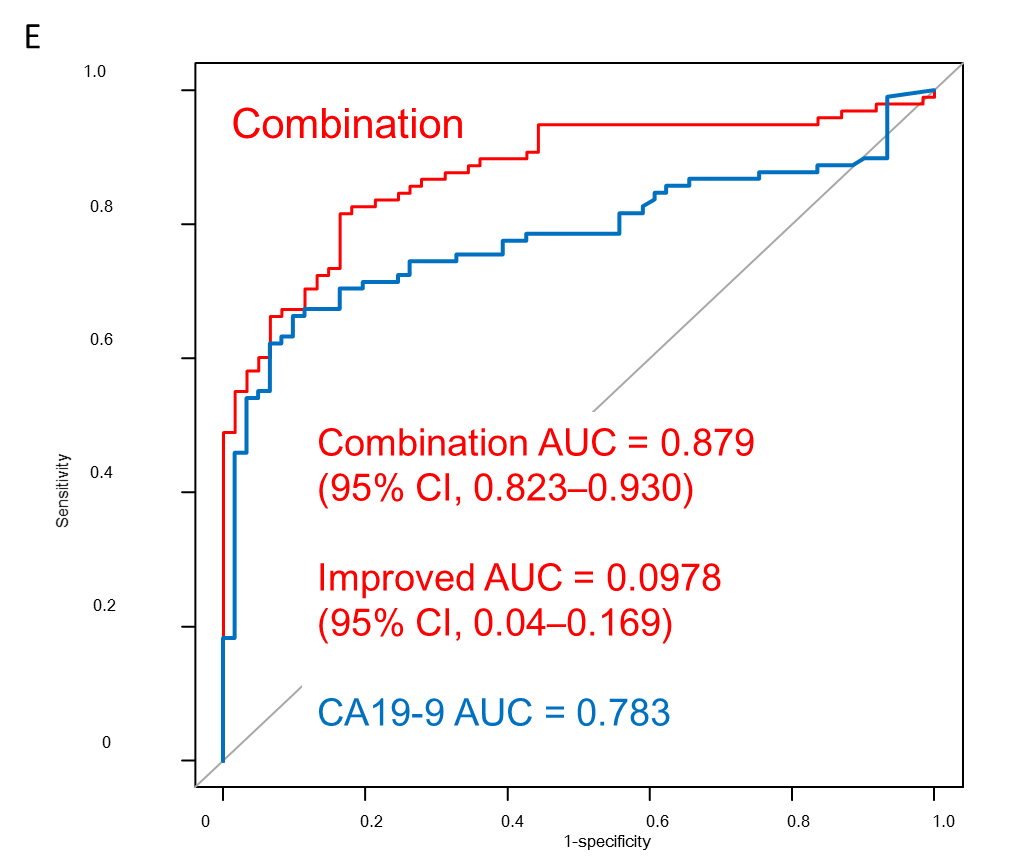 E
1.0
Combination
0.8
0.6
Combination AUC = 0.879
(95% CI, 0.823–0.930)
Sensitivity
0.4
Improved AUC = 0.0978
(95% CI, 0.04–0.169)
0.2
CA19-9 AUC = 0.783
0
0 0.2 0.4 0.6 0.8 1.0
1-specificity